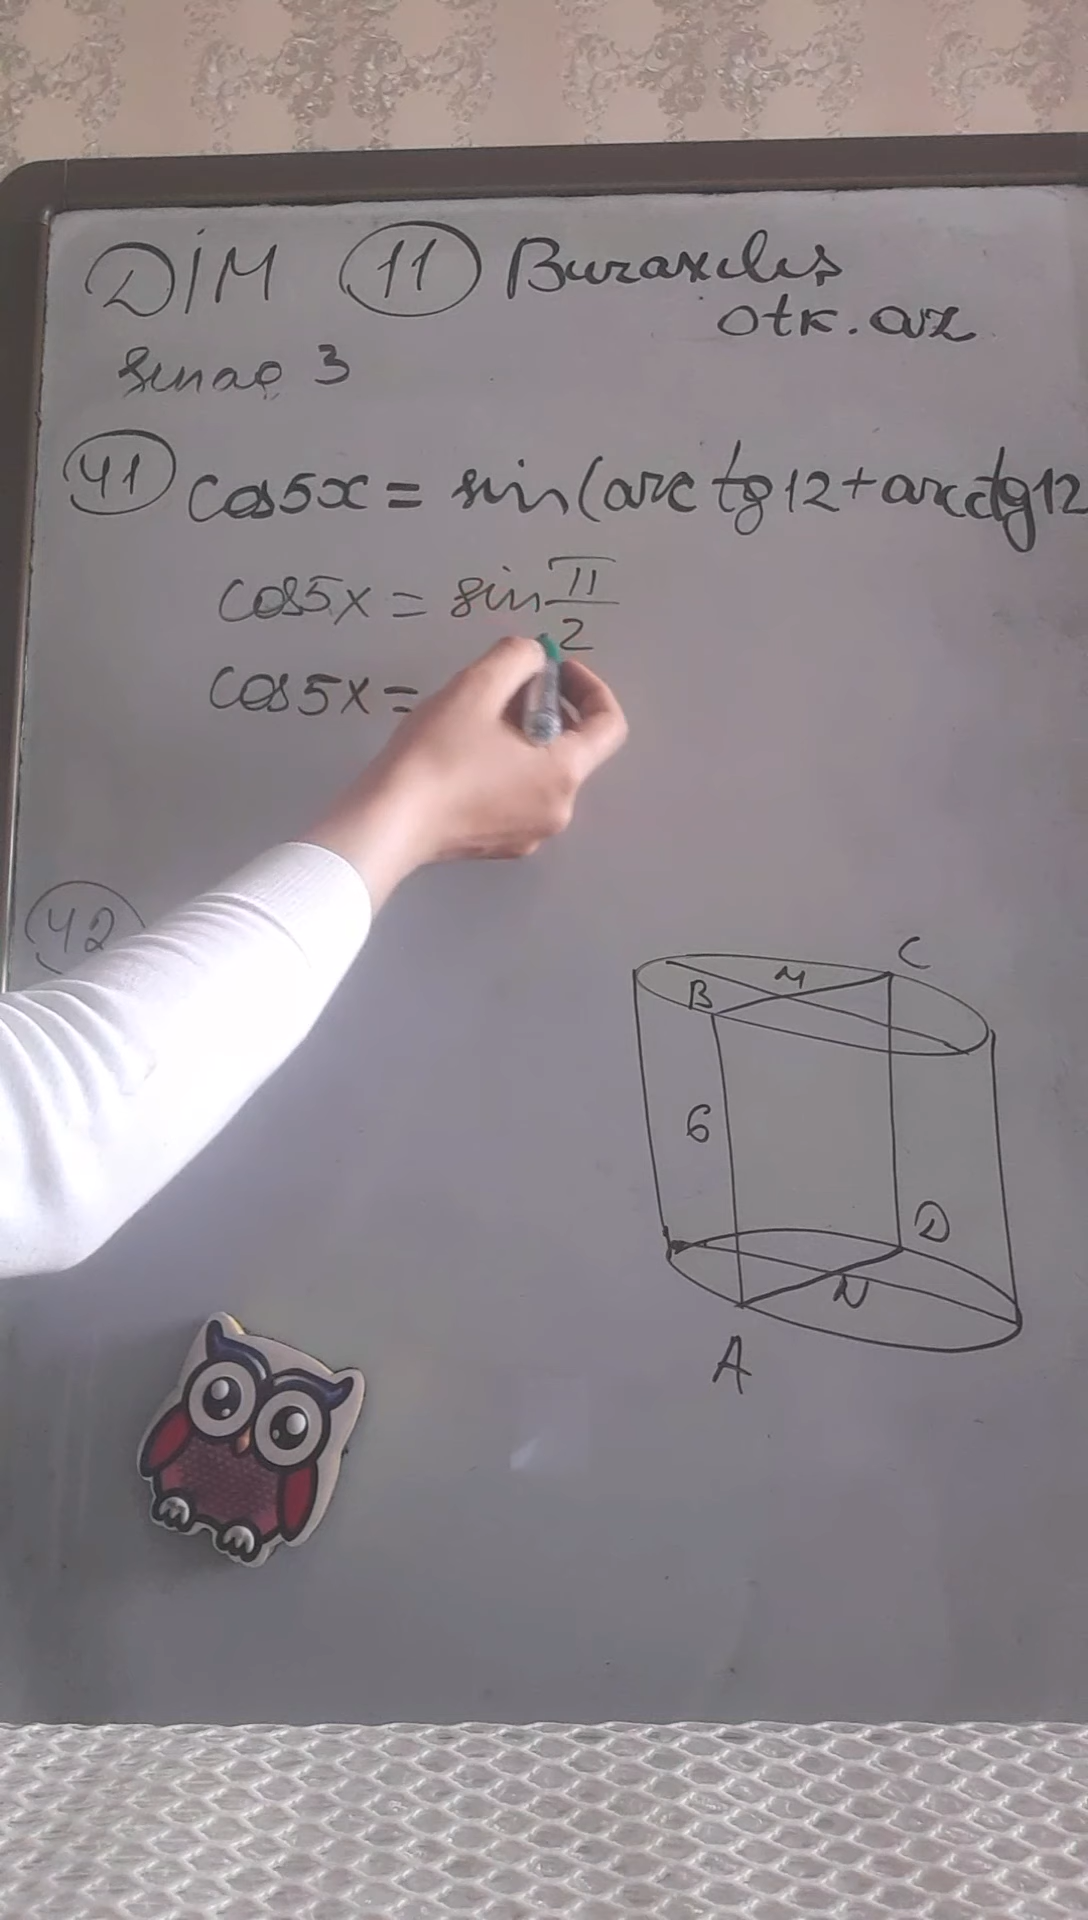 DİM 11 Buraxılış
otk.az
Sınaq 3
41 cos5x = sin(arctg12+arcctg12
cos5x = sin π/2
cos5x =
42
C
M
B
6
D
N
A